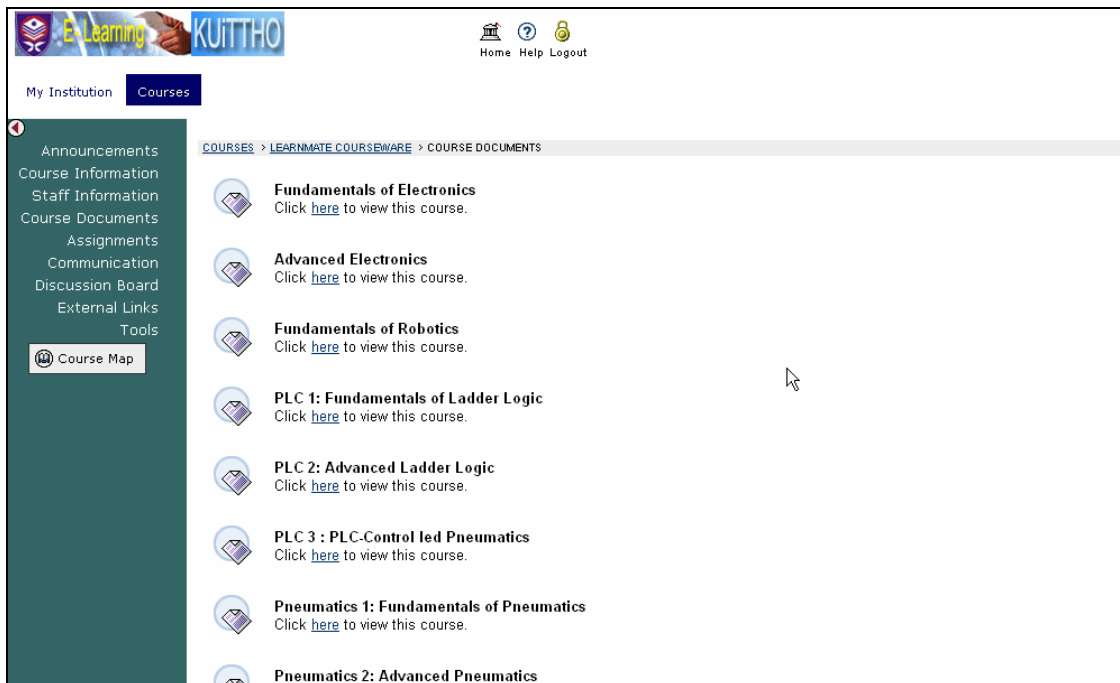 E-Learning KUiTTHO
Home Help Logout
My Institution Courses
Announcements
Course Information
Staff Information
Course Documents
Assignments
Communication
Discussion Board
External Links
Tools
Course Map
COURSES > LEARNMATE COURSEWARE > COURSE DOCUMENTS
Fundamentals of Electronics
Click here to view this course.
Advanced Electronics
Click here to view this course.
Fundamentals of Robotics
Click here to view this course.
PLC 1: Fundamentals of Ladder Logic
Click here to view this course.
PLC 2: Advanced Ladder Logic
Click here to view this course.
PLC 3 : PLC-Control led Pneumatics
Click here to view this course.
Pneumatics 1: Fundamentals of Pneumatics
Click here to view this course.
Pneumatics 2: Advanced Pneumatics